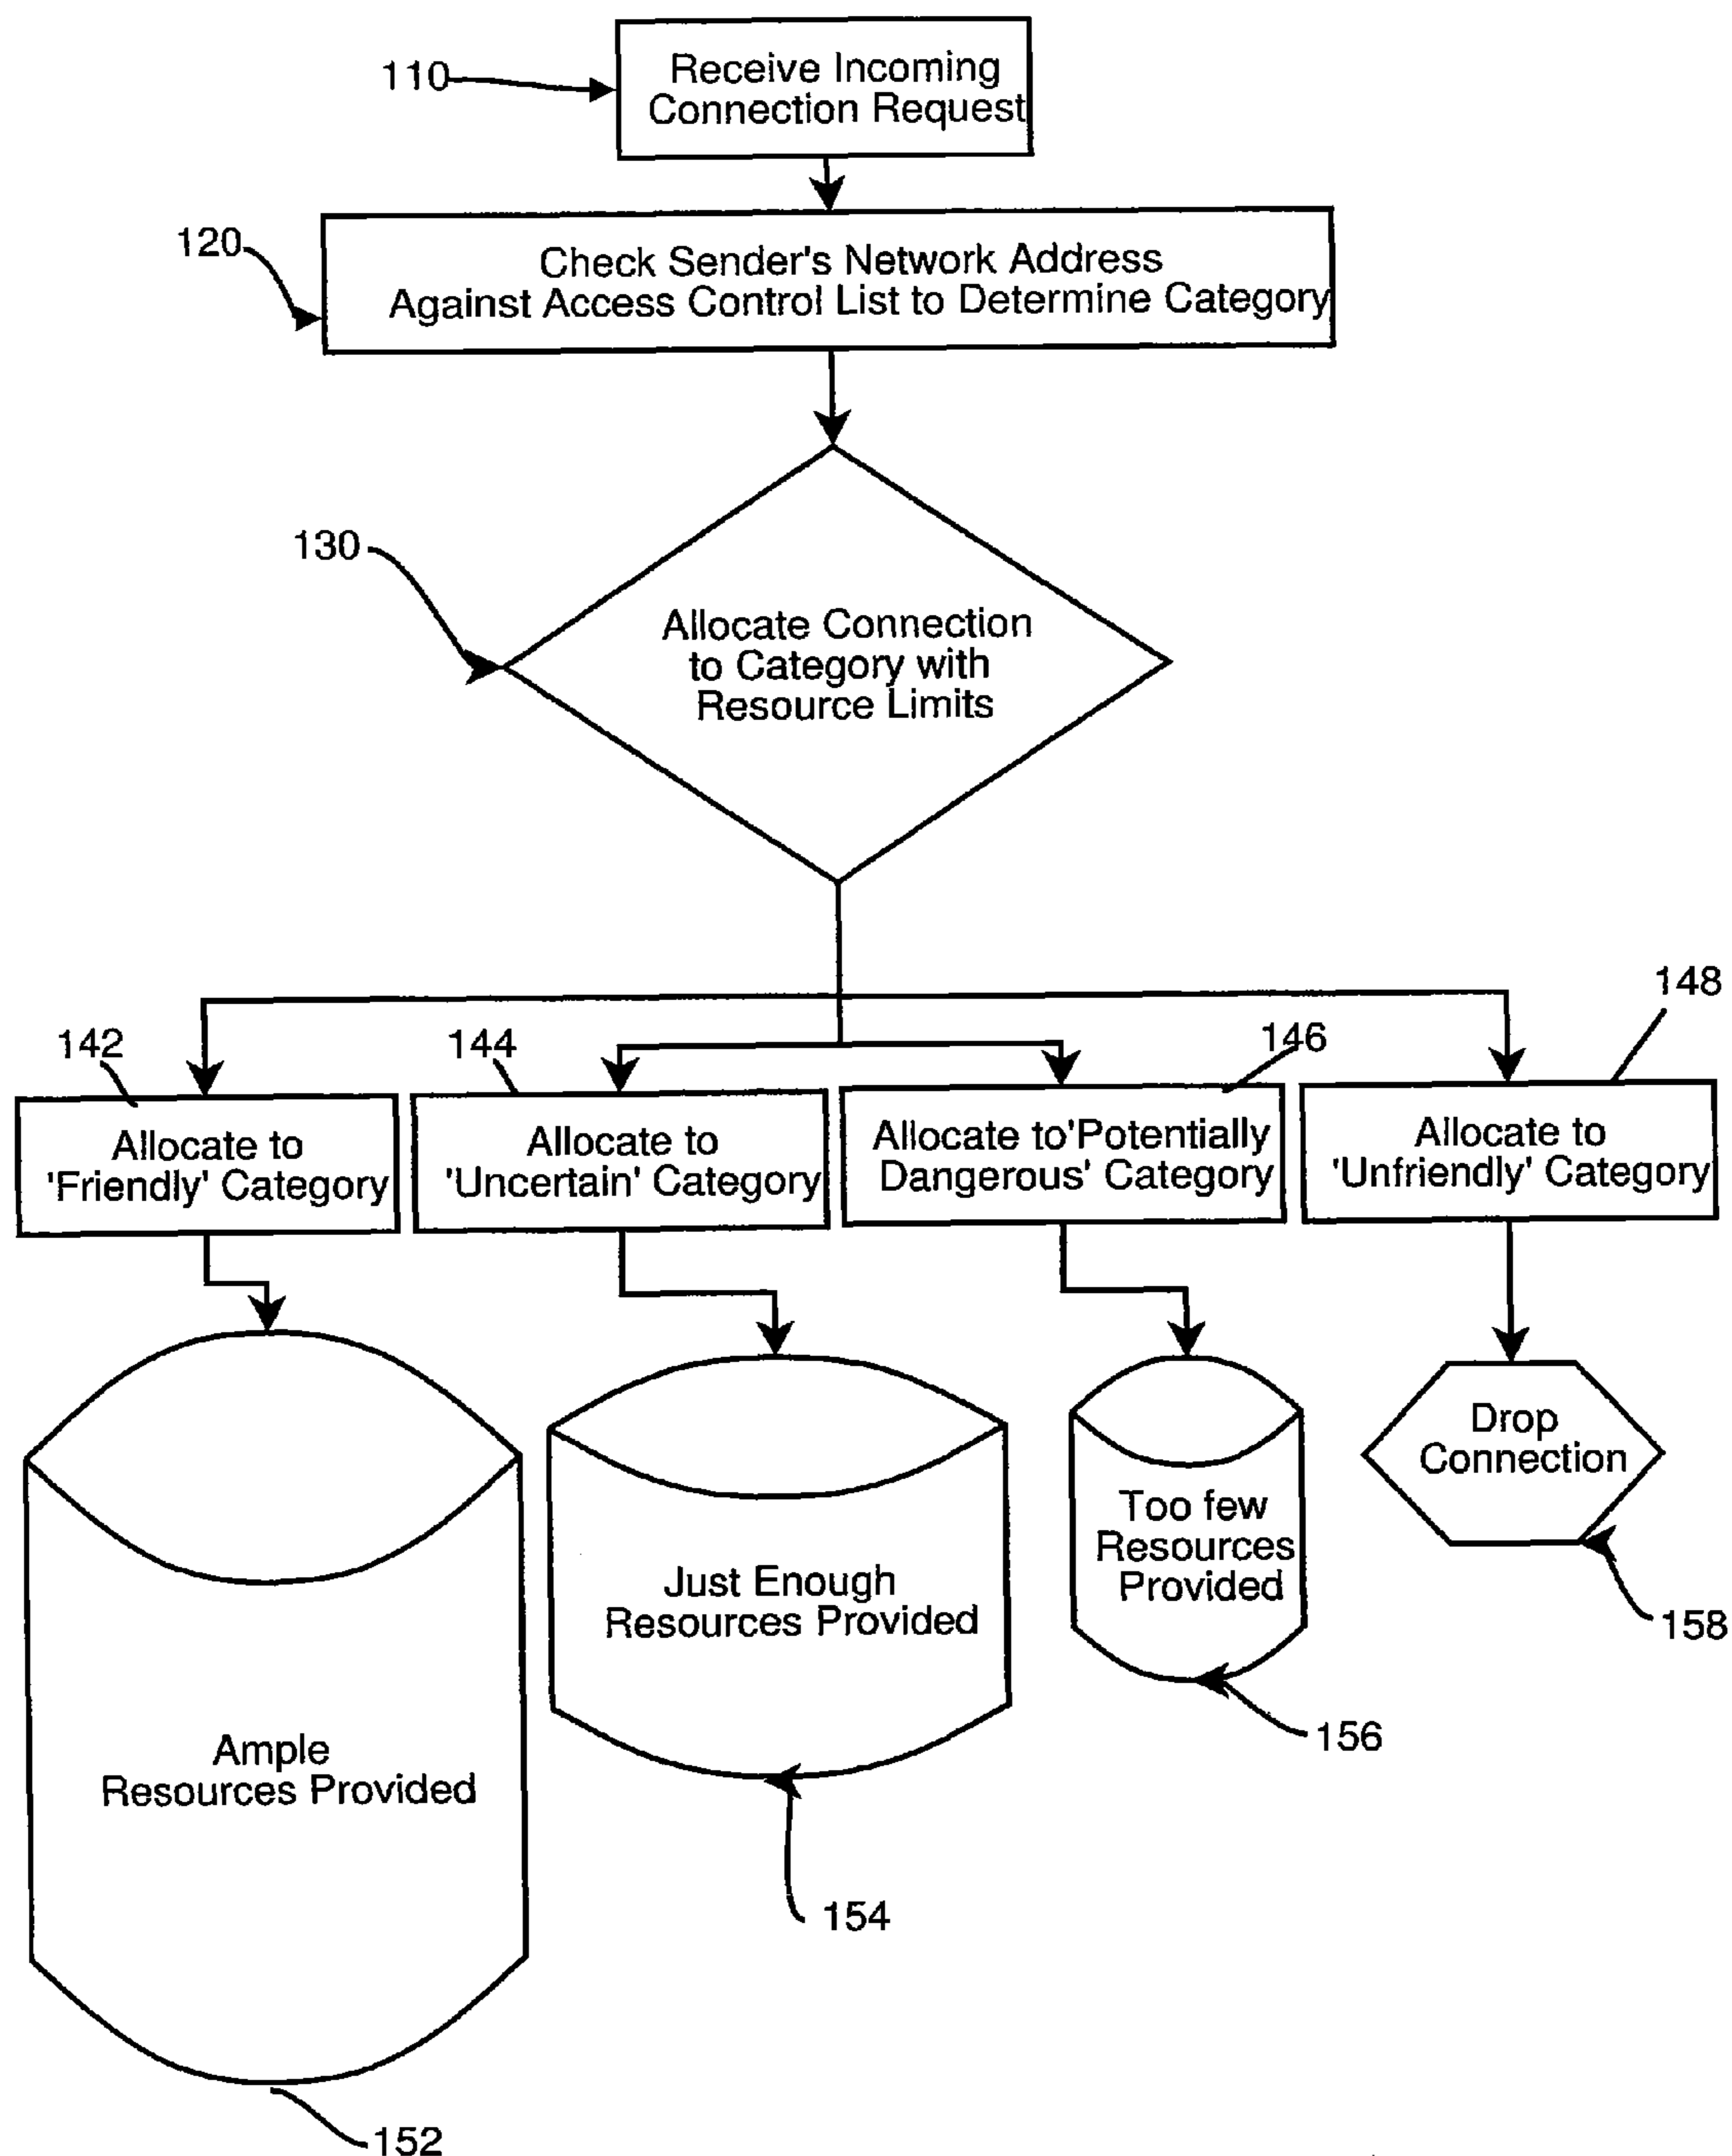 110
Receive Incoming
Connection Request
120
Check Sender's Network Address
Against Access Control List to Determine Category
130
Allocate Connection
to Category with
Resource Limits
142
144
146
148
Allocate to
'Friendly' Category
Allocate to
'Uncertain' Category
Allocate to 'Potentially
Dangerous' Category
Allocate to
'Unfriendly' Category
Ample
Resources Provided
152
Just Enough
Resources Provided
154
Too few
Resources
Provided
156
Drop
Connection
158